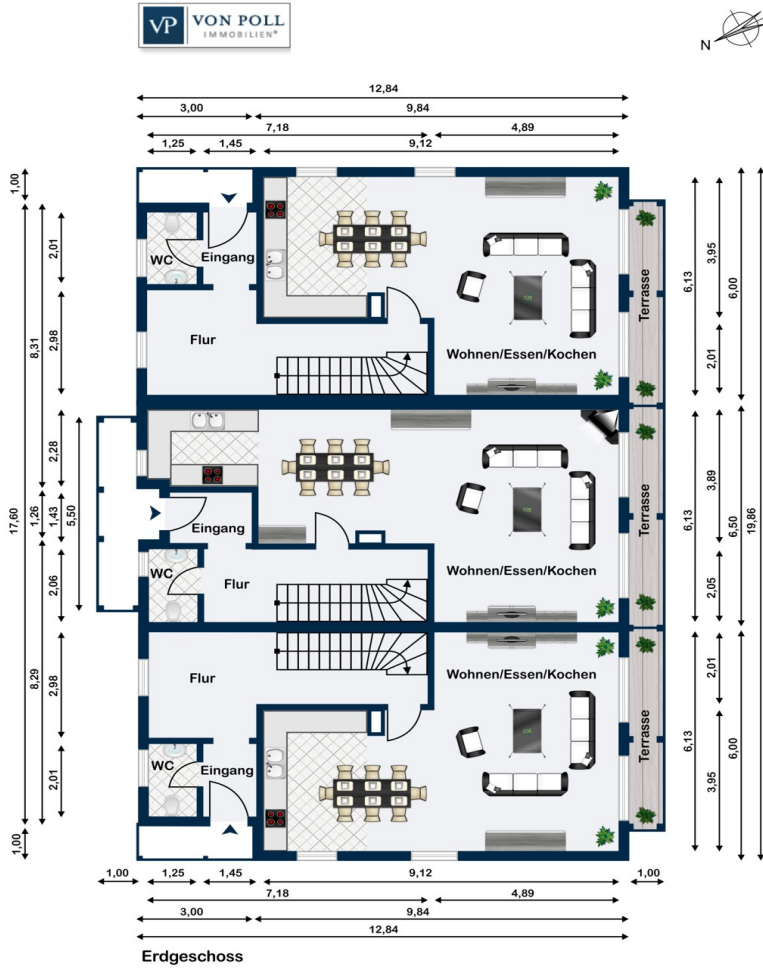 VP VON POLL
IMMOBILIEN®
N
12,84
3,00 9,84
7,18 4,89
1,25 1,45 9,12
1,00
8,31
17,60
8,29
1,00
2,01
2,98
2,28
1,26
1,43
5,50
2,06
2,98
2,01
WC Eingang
Flur
Wohnen/Essen/Kochen
Terrasse
Eingang
WC
Flur
Wohnen/Essen/Kochen
Terrasse
Flur
Wohnen/Essen/Kochen
WC Eingang
Terrasse
6,13
3,95
6,00
2,01
6,13
3,89
6,50
19,86
2,05
6,13
2,01
6,00
3,95
1,00 1,25 1,45 9,12 1,00
7,18 4,89
3,00 9,84
12,84
Erdgeschoss